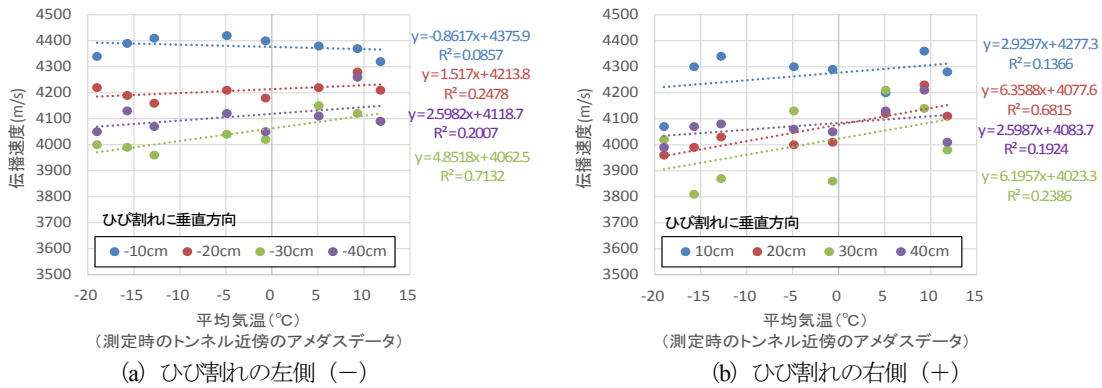 4500
4400
4300
4200
4100
4000
3900
3800
3700
3600
3500
伝播速度(m/s)
y=-0.8617x+4375.9
R²=0.0857
y=1.517x+4213.8
R²=0.2478
y=2.5982x+4118.7
R²=0.2007
y=4.8518x+4062.5
R²=0.7132
ひび割れに垂直方向
-10cm -20cm -30cm -40cm
-20 -15 -10 -5 0 5 10 15
平均気温(℃)
(測定時のトンネル近傍のアメダスデータ)
(a) ひび割れの左側（－）
4500
4400
4300
4200
4100
4000
3900
3800
3700
3600
3500
伝播速度(m/s)
y=2.9297x+4277.3
R²=0.1366
y=6.3588x+4077.6
R²=0.6815
y=2.5987x+4083.7
R²=0.1924
y=6.1957x+4023.3
R²=0.2386
ひび割れに垂直方向
10cm 20cm 30cm 40cm
-20 -15 -10 -5 0 5 10 15
平均気温(℃)
(測定時のトンネル近傍のアメダスデータ)
(b) ひび割れの右側（+）